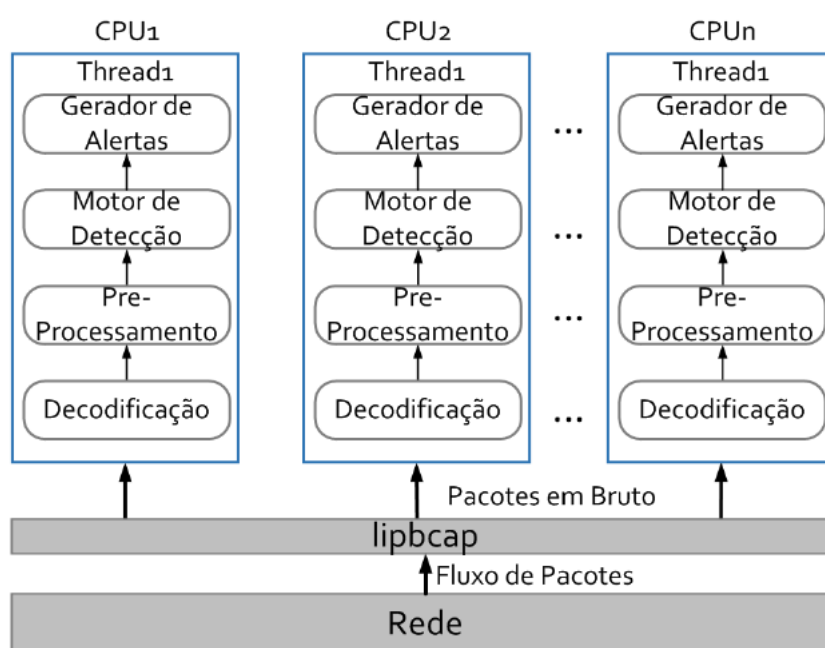 CPU1
CPU2
CPUn
Thread1
Thread1
Thread1
Gerador de
Alertas
Gerador de
Alertas
...
Gerador de
Alertas
Motor de
Detecção
Motor de
Detecção
...
Motor de
Detecção
Pre-
Processamento
Pre-
Processamento
...
Pre-
Processamento
Decodificação
Decodificação
...
Decodificação
Pacotes em Bruto
lipbcap
Fluxo de Pacotes
Rede